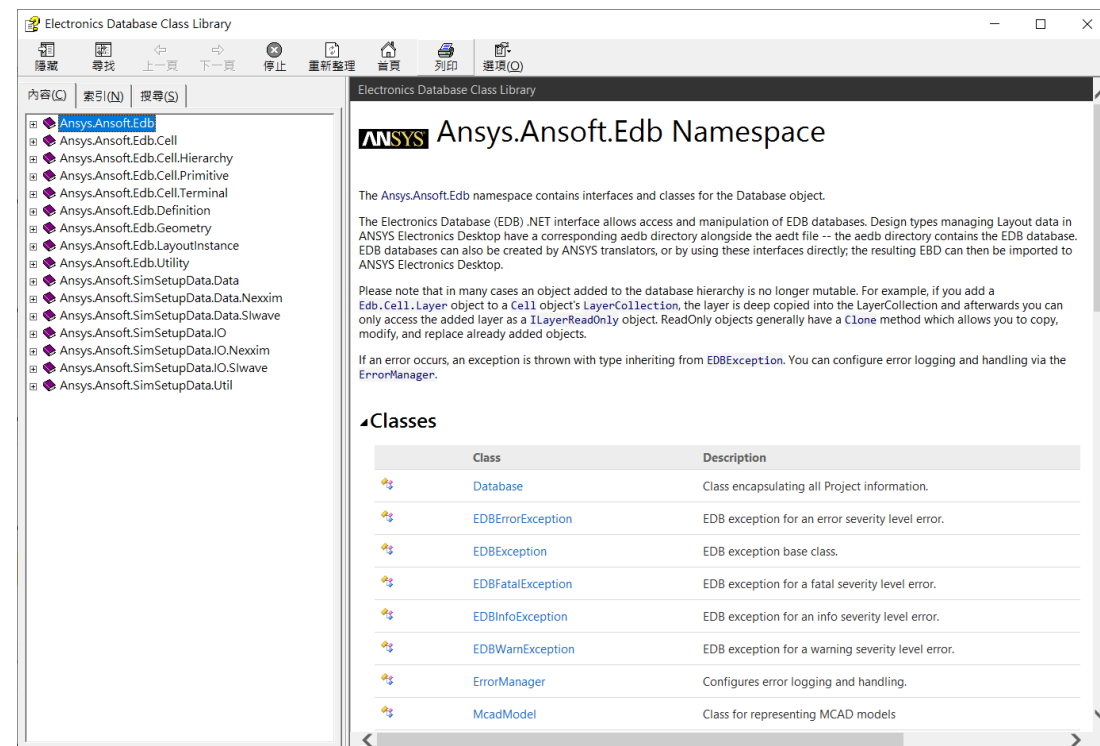 Electronics Database Class Library
隱藏 尋找 上一頁 下一頁 停止 重新整理 首頁 列印 選項(O)
內容(C) 索引(N) 搜尋(S)
Ansys.Ansoft.Edb
Ansys.Ansoft.Edb.Cell
Ansys.Ansoft.Edb.Cell.Hierarchy
Ansys.Ansoft.Edb.Cell.Primitive
Ansys.Ansoft.Edb.Cell.Terminal
Ansys.Ansoft.Edb.Definition
Ansys.Ansoft.Edb.Geometry
Ansys.Ansoft.Edb.LayoutInstance
Ansys.Ansoft.Edb.Utility
Ansys.Ansoft.SimSetupData.Data
Ansys.Ansoft.SimSetupData.Data.Nexxim
Ansys.Ansoft.SimSetupData.Data.SIwave
Ansys.Ansoft.SimSetupData.IO
Ansys.Ansoft.SimSetupData.IO.Nexxim
Ansys.Ansoft.SimSetupData.IO.SIwave
Ansys.Ansoft.SimSetupData.Util
Electronics Database Class Library
ANSYS Ansys.Ansoft.Edb Namespace
The Ansys.Ansoft.Edb namespace contains interfaces and classes for the Database object.
The Electronics Database (EDB) .NET interface allows access and manipulation of EDB databases. Design types managing Layout data in
ANSYS Electronics Desktop have a corresponding aedb directory alongside the aedt file -- the aedb directory contains the EDB database.
EDB databases can also be created by ANSYS translators, or by using these interfaces directly; the resulting EBD can then be imported to
ANSYS Electronics Desktop.
Please note that in many cases an object added to the database hierarchy is no longer mutable. For example, if you add a
Edb.Cell.Layer object to a Cell object's LayerCollection, the layer is deep copied into the LayerCollection and afterwards you can
only access the added layer as a ILayerReadOnly object. ReadOnly objects generally have a Clone method which allows you to copy,
modify, and replace already added objects.
If an error occurs, an exception is thrown with type inheriting from EDBException. You can configure error logging and handling via the
ErrorManager.
Classes
Class Description
Database Class encapsulating all Project information.
EDBErrorException EDB exception for an error severity level error.
EDBException EDB exception base class.
EDBFatalException EDB exception for a fatal severity level error.
EDBInfoException EDB exception for an info severity level error.
EDBWarnException EDB exception for a warning severity level error.
ErrorManager Configures error logging and handling.
McadModel Class for representing MCAD models